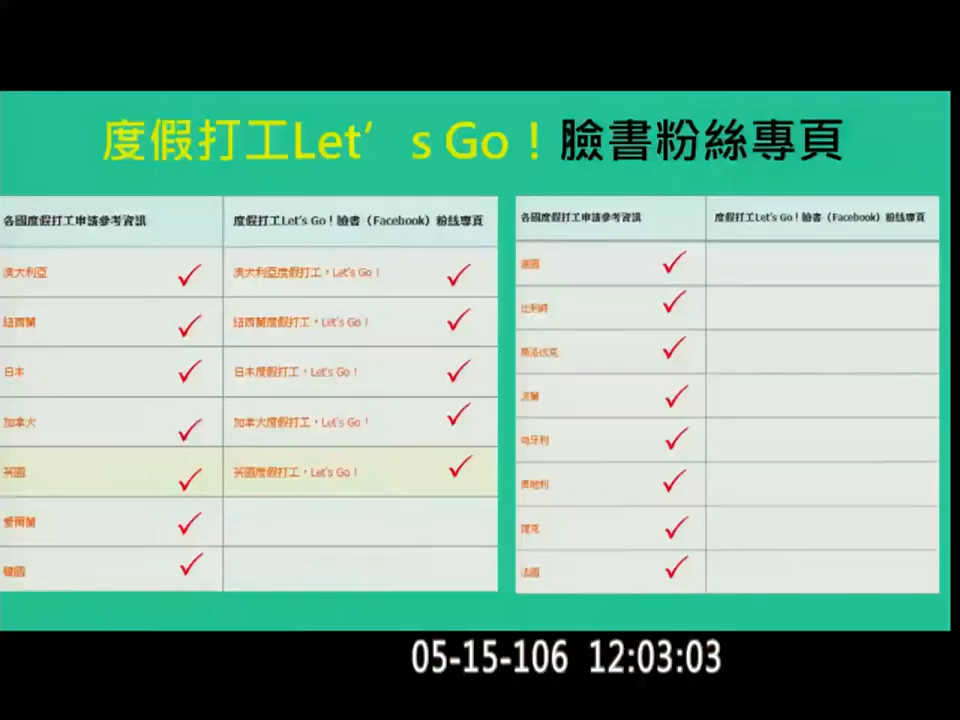 度假打工Let’s Go！臉書粉絲專頁
各國度假打工申請參考資訊 度假打工Let's Go！臉書（Facebook）粉絲專頁
澳大利亞 ✓ 澳大利亞度假打工，Let's Go！ ✓
紐西蘭 ✓ 紐西蘭度假打工，Let's Go！ ✓
日本 ✓ 日本度假打工，Let's Go！ ✓
加拿大 ✓ 加拿大度假打工，Let's Go！ ✓
英國 ✓ 英國度假打工，Let's Go！ ✓
愛爾蘭 ✓
韓國 ✓
各國度假打工申請參考資訊 度假打工Let's Go！臉書（Facebook）粉絲專頁
德國 ✓
比利時 ✓
斯洛伐克 ✓
波蘭 ✓
匈牙利 ✓
奧地利 ✓
捷克 ✓
法國 ✓
05-15-106 12:03:03